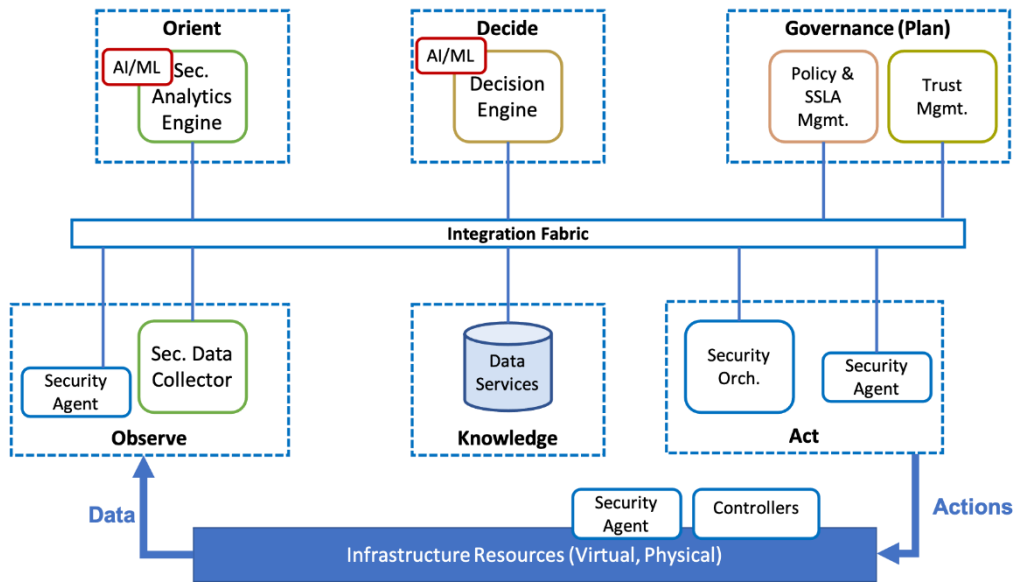 Orient
AI/ML
Sec.
Analytics
Engine
Decide
AI/ML
Decision
Engine
Governance (Plan)
Policy &
SSLA
Mgmt.
Trust
Mgmt.
Integration Fabric
Security
Agent
Sec. Data
Collector
Observe
Data
Services
Knowledge
Security
Orch.
Security
Agent
Act
Data
Security
Agent
Controllers
Actions
Infrastructure Resources (Virtual, Physical)